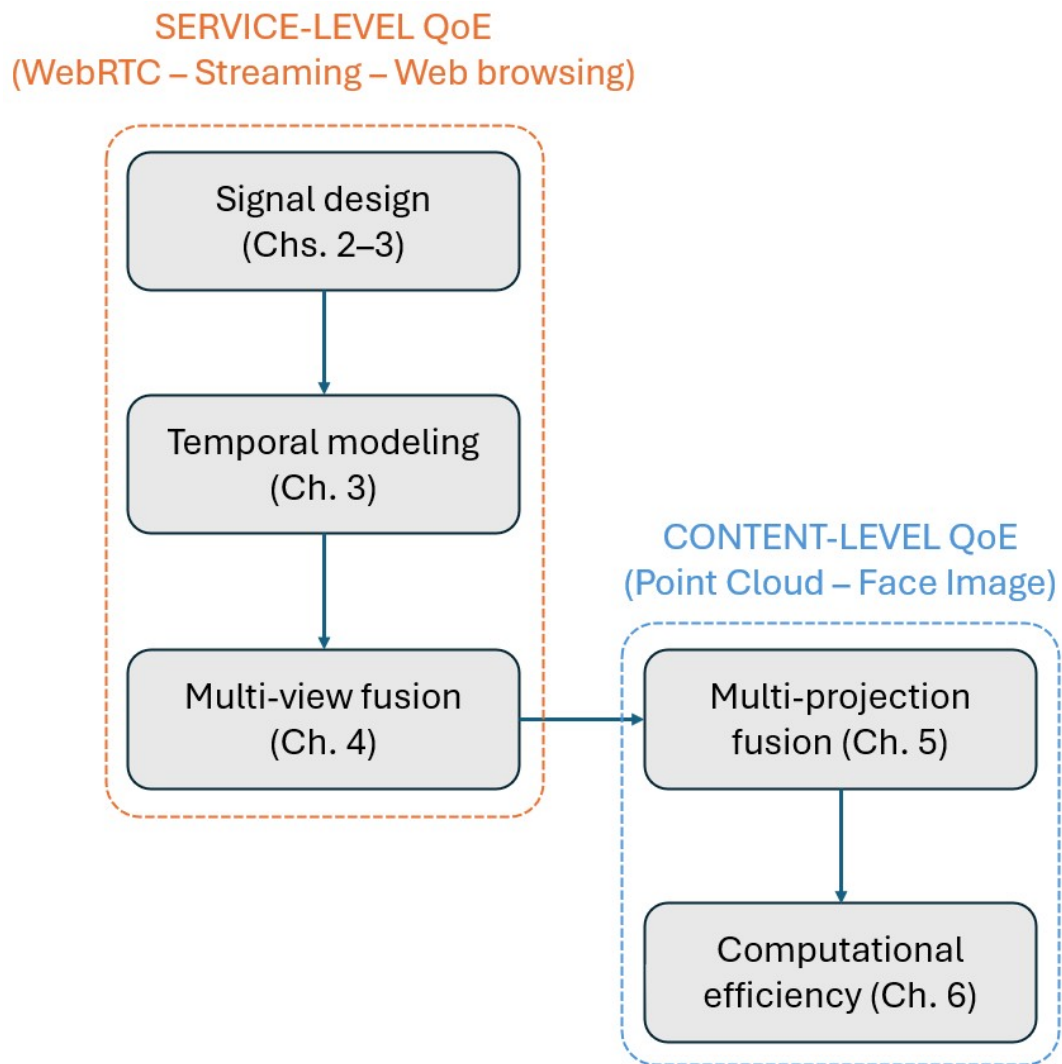 SERVICE-LEVEL QoE
(WebRTC – Streaming – Web browsing)
Signal design
(Chs. 2–3)
Temporal modeling
(Ch. 3)
Multi-view fusion
(Ch. 4)
CONTENT-LEVEL QoE
(Point Cloud – Face Image)
Multi-projection
fusion (Ch. 5)
Computational
efficiency (Ch. 6)